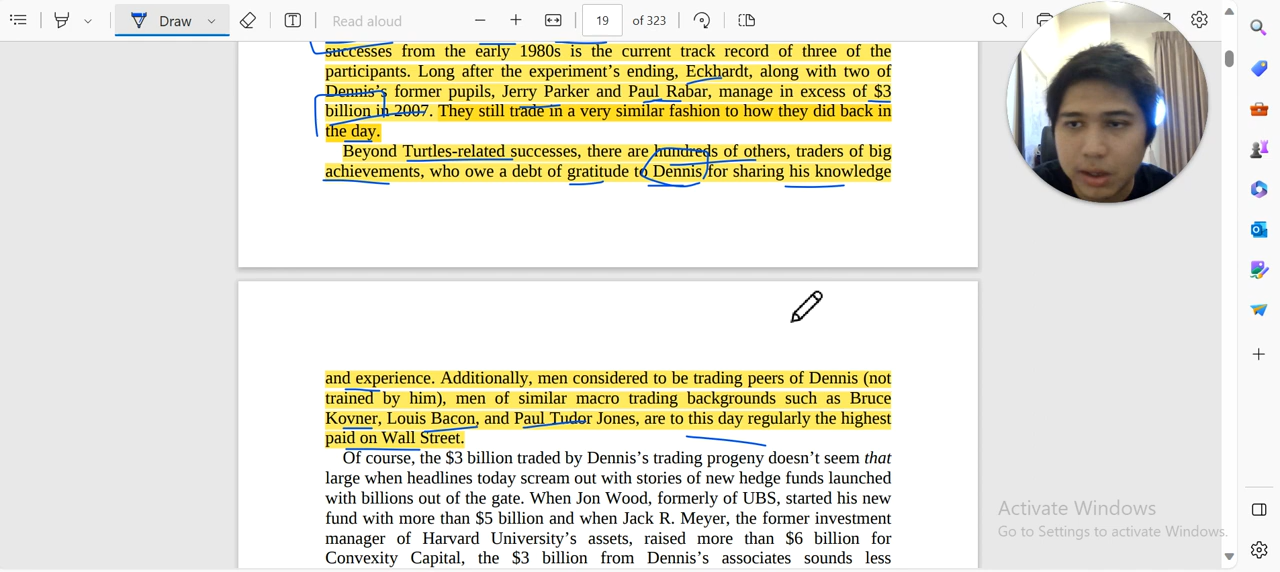 Draw
Read aloud
19
of 323
successes from the early 1980s is the current track record of three of the
participants. Long after the experiment’s ending, Eckhardt, along with two of
Dennis’s former pupils, Jerry Parker and Paul Rabar, manage in excess of $3
billion in 2007. They still trade in a very similar fashion to how they did back in
the day.
Beyond Turtles-related successes, there are hundreds of others, traders of big
achievements, who owe a debt of gratitude to Dennis for sharing his knowledge
and experience. Additionally, men considered to be trading peers of Dennis (not
trained by him), men of similar macro trading backgrounds such as Bruce
Kovner, Louis Bacon, and Paul Tudor Jones, are to this day regularly the highest
paid on Wall Street.
Of course, the $3 billion traded by Dennis’s trading progeny doesn’t seem that
large when headlines today scream out with stories of new hedge funds launched
with billions out of the gate. When Jon Wood, formerly of UBS, started his new
fund with more than $5 billion and when Jack R. Meyer, the former investment
manager of Harvard University’s assets, raised more than $6 billion for
Convexity Capital, the $3 billion from Dennis’s associates sounds less
Activate Windows
Go to Settings to activate Windows.